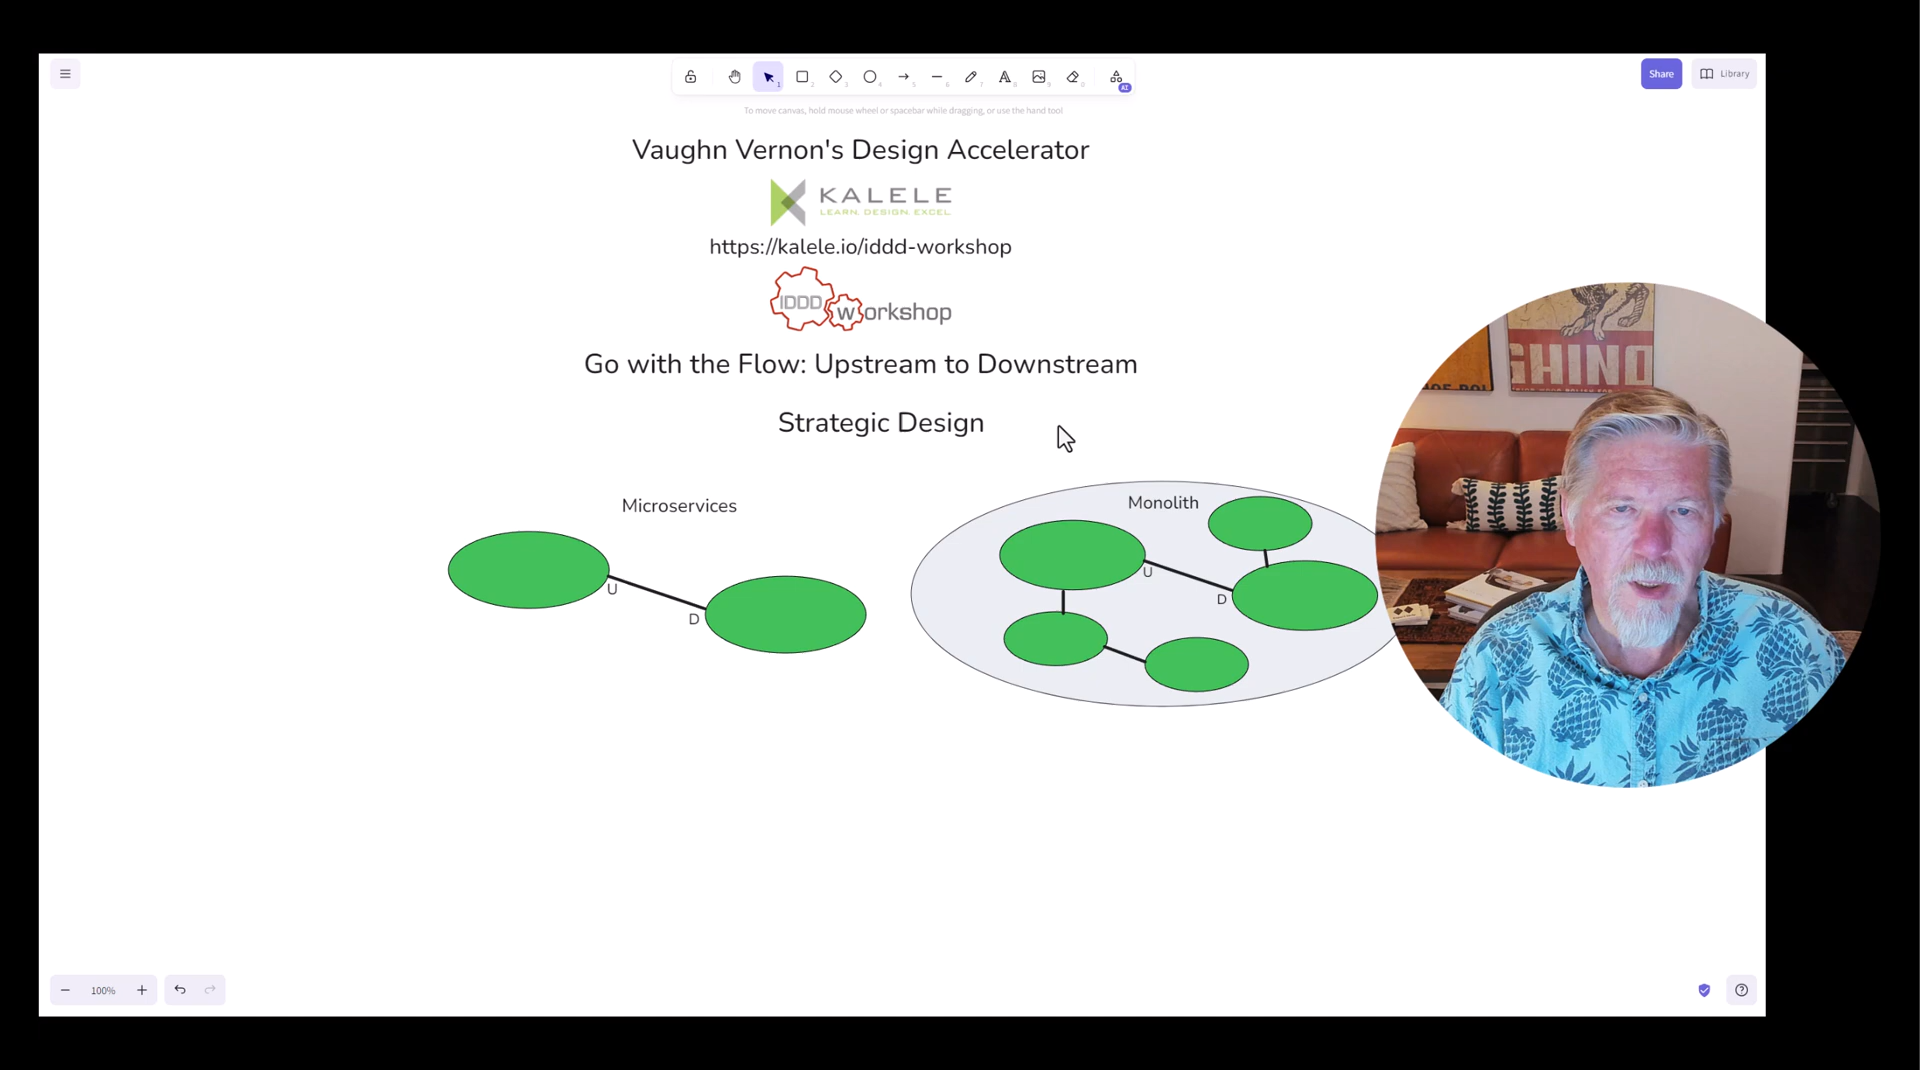 Share
Library
To move canvas, hold mouse wheel or spacebar while dragging, or use the hand tool
Vaughn Vernon's Design Accelerator
KALELE
LEARN. DESIGN. EXCEL.
https://kalele.io/iddd-workshop
IDDD workshop
Go with the Flow: Upstream to Downstream
Strategic Design
Microservices
Monolith
U
D
U
D
GHINO
100%
AI